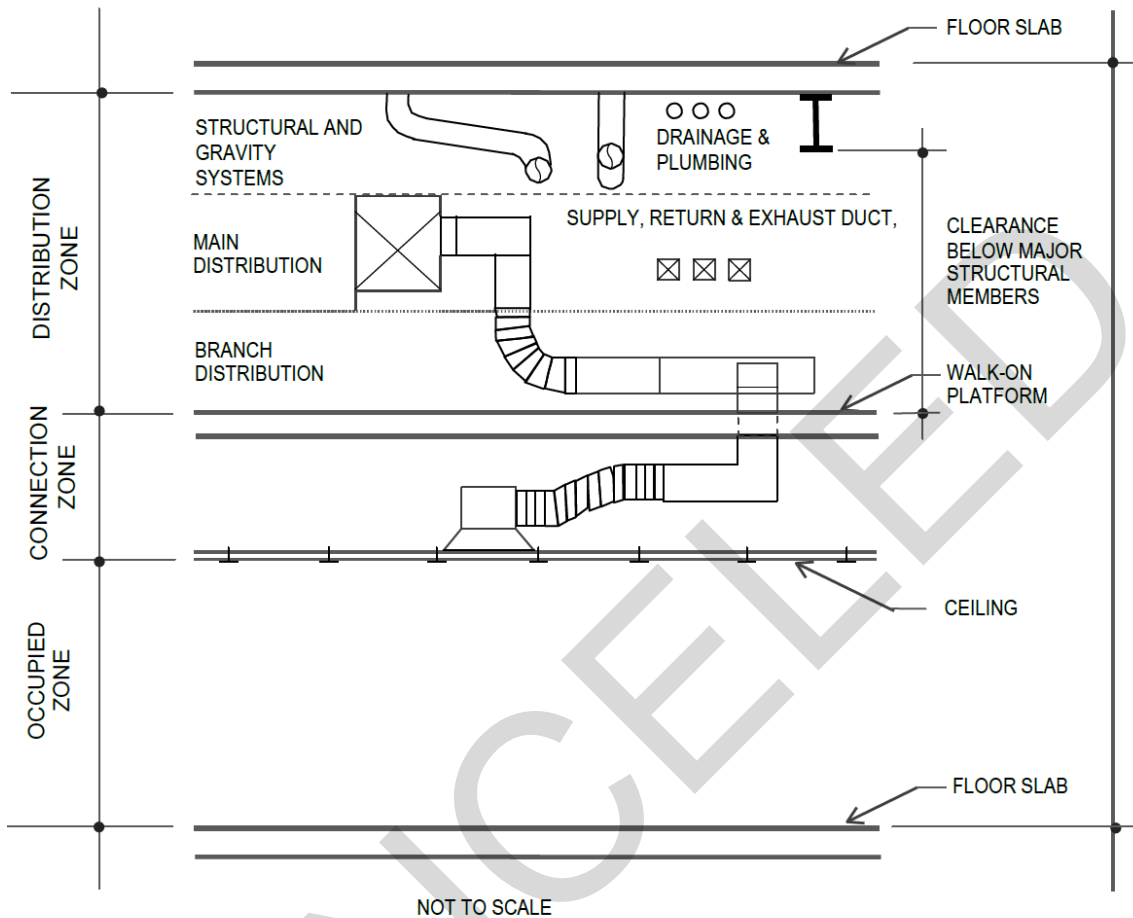 FLOOR SLAB
STRUCTURAL AND
GRAVITY
SYSTEMS
DRAINAGE &
PLUMBING
DISTRIBUTION
ZONE
SUPPLY, RETURN & EXHAUST DUCT,
MAIN
DISTRIBUTION
CLEARANCE
BELOW MAJOR
STRUCTURAL
MEMBERS
BRANCH
DISTRIBUTION
WALK-ON
PLATFORM
CONNECTION
ZONE
CEILING
OCCUPIED
ZONE
FLOOR SLAB
NOT TO SCALE
NCELED